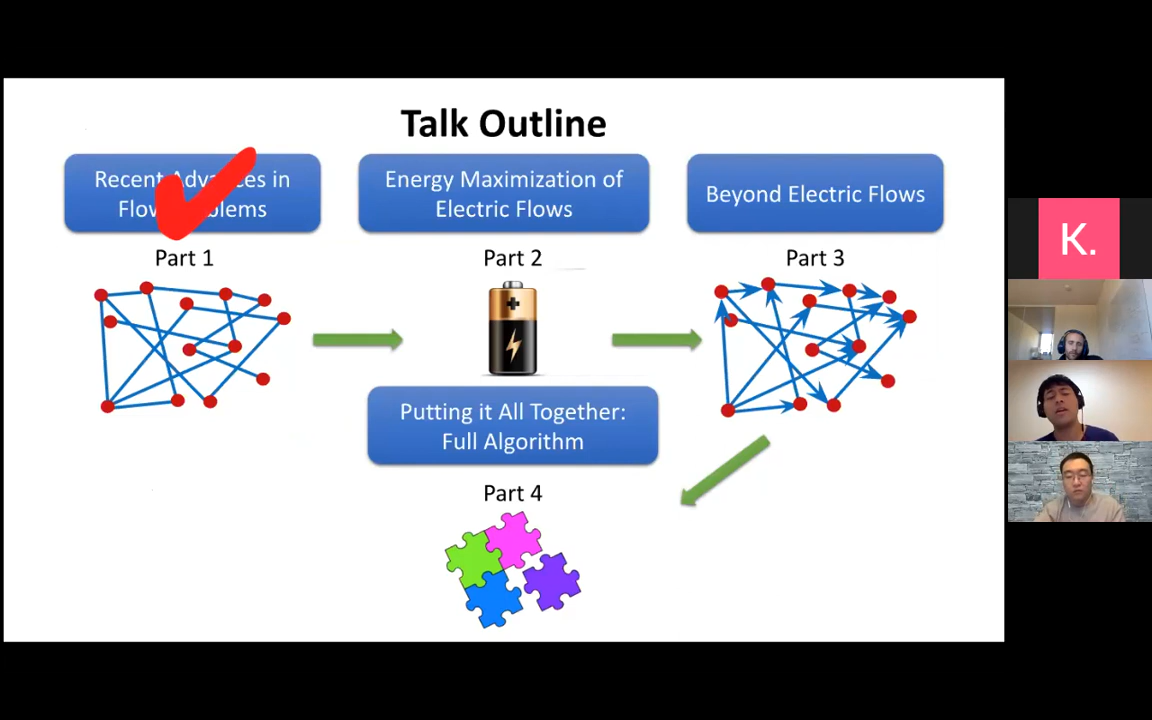 Talk Outline
Recent Advances in
Flow Problems
Part 1
Energy Maximization of
Electric Flows
Part 2
Beyond Electric Flows
Part 3
Putting it All Together:
Full Algorithm
Part 4
K.